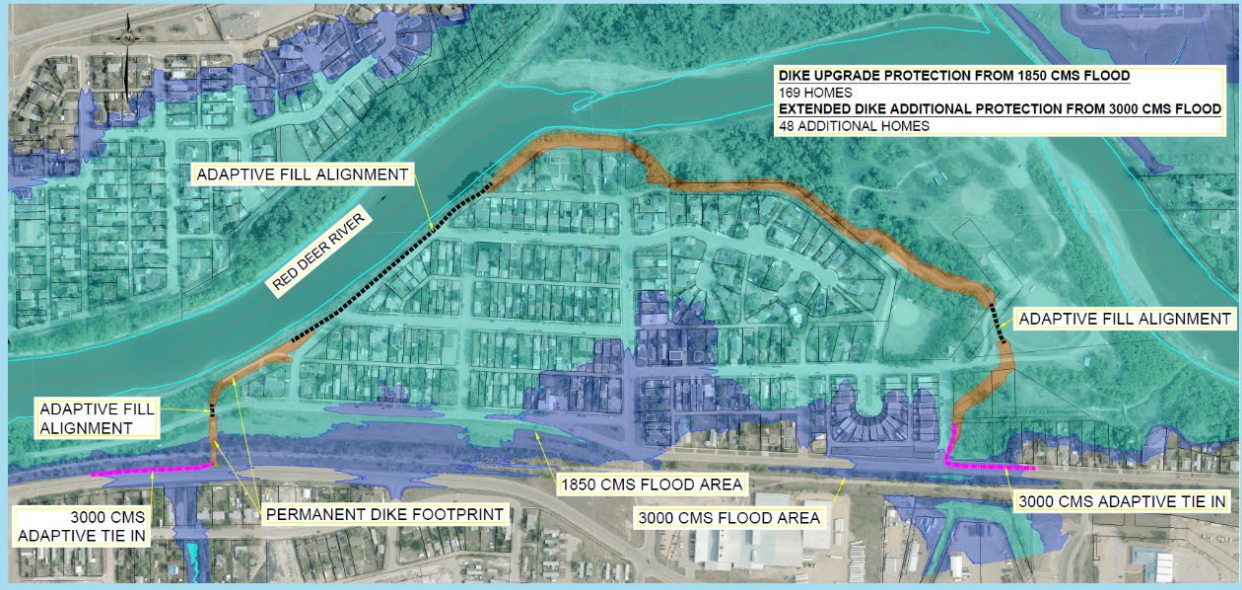 DIKE UPGRADE PROTECTION FROM 1850 CMS FLOOD
169 HOMES
EXTENDED DIKE ADDITIONAL PROTECTION FROM 3000 CMS FLOOD
48 ADDITIONAL HOMES
ADAPTIVE FILL ALIGNMENT
RED DEER RIVER
ADAPTIVE FILL ALIGNMENT
ADAPTIVE FILL
ALIGNMENT
1850 CMS FLOOD AREA
3000 CMS ADAPTIVE TIE IN
3000 CMS
ADAPTIVE TIE IN
PERMANENT DIKE FOOTPRINT
3000 CMS FLOOD AREA